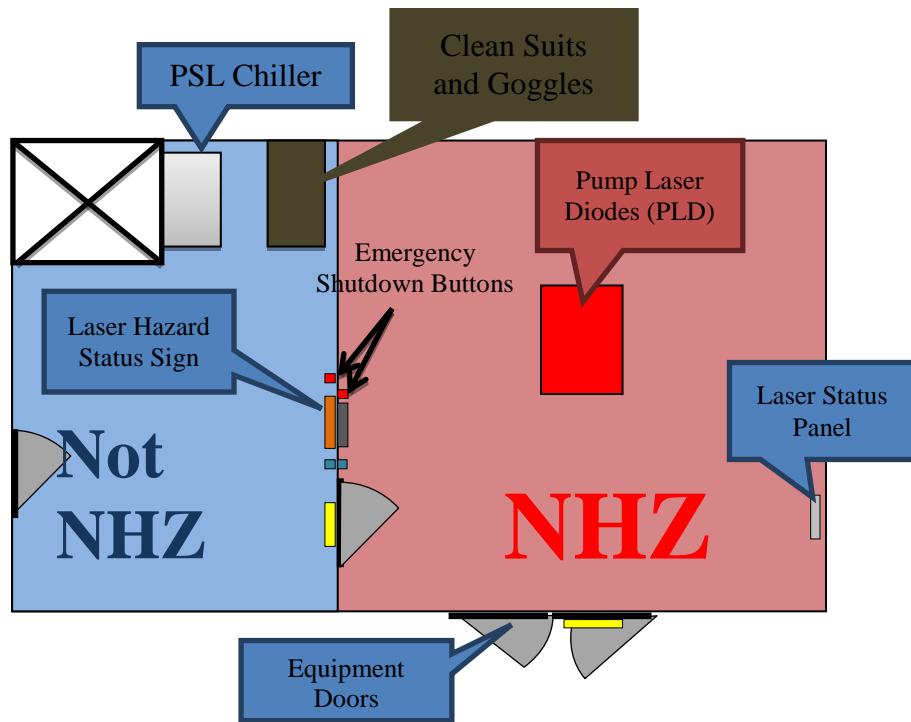 PSL Chiller
Clean Suits
and Goggles
Pump Laser
Diodes (PLD)
Emergency
Shutdown Buttons
Laser Hazard
Status Sign
Laser Status
Panel
Not
NHZ
NHZ
Equipment
Doors